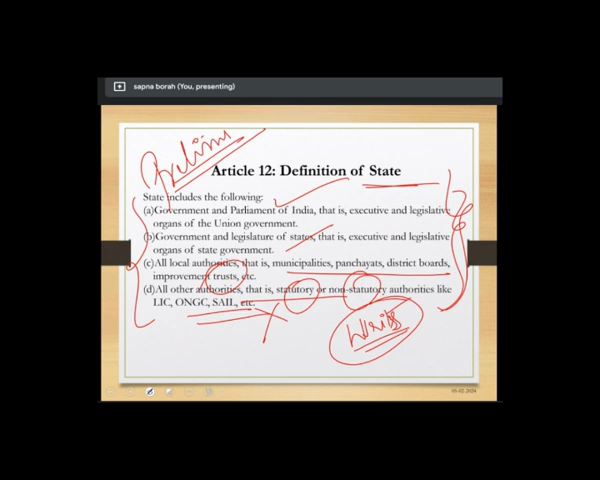 sapna borah (You, presenting)
Prelims
Article 12: Definition of State
State includes the following:
(a)Government and Parliament of India, that is, executive and legislative
organs of the Union government.
(b)Government and legislature of states, that is, executive and legislative
organs of state government.
(c)All local authorities, that is, municipalities, panchayats, district boards,
improvement trusts, etc.
(d)All other authorities, that is, statutory or non-statutory authorities like
LIC, ONGC, SAIL, etc.
Writs
05-02-2024